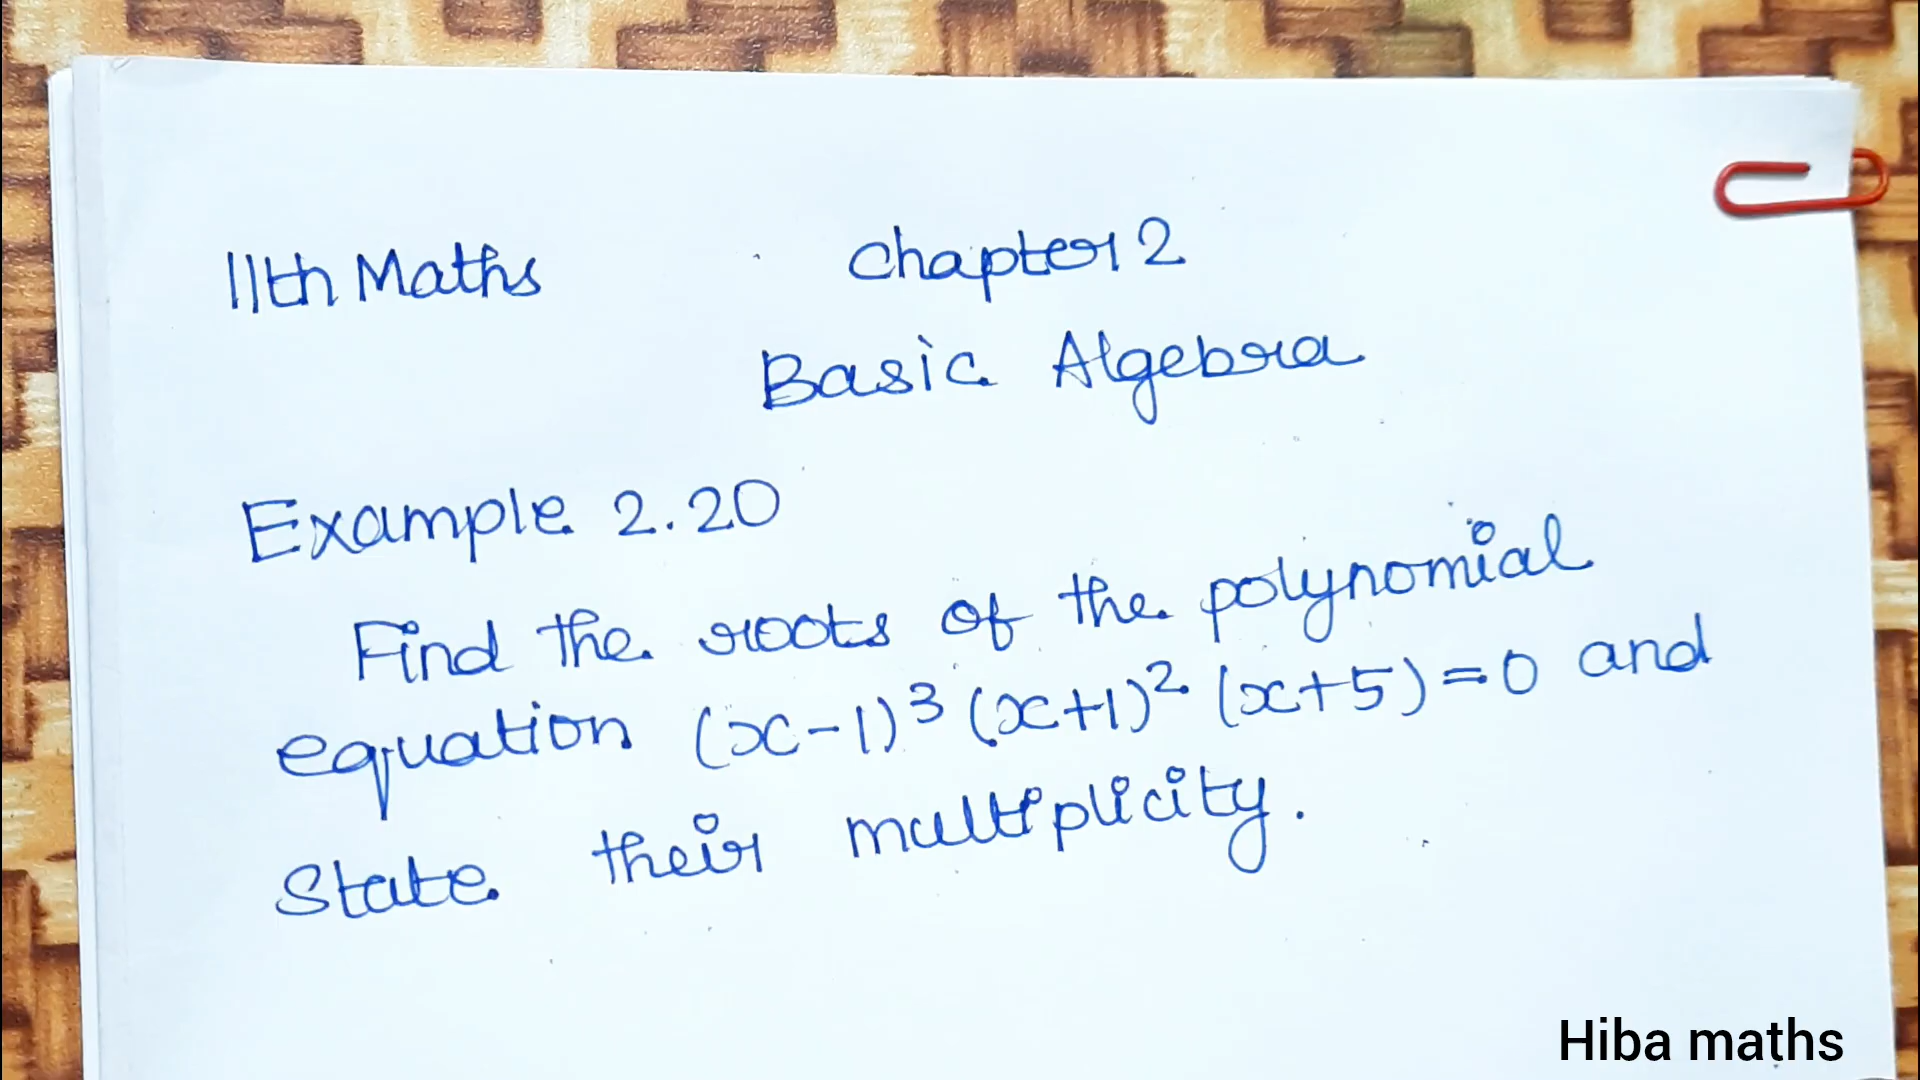 11th Maths Chapter 2
Basic Algebra
Example 2.20
Find the roots of the polynomial
equation (x-1)³ (x+1)² (x+5)=0 and
State their multiplicity.
Hiba maths